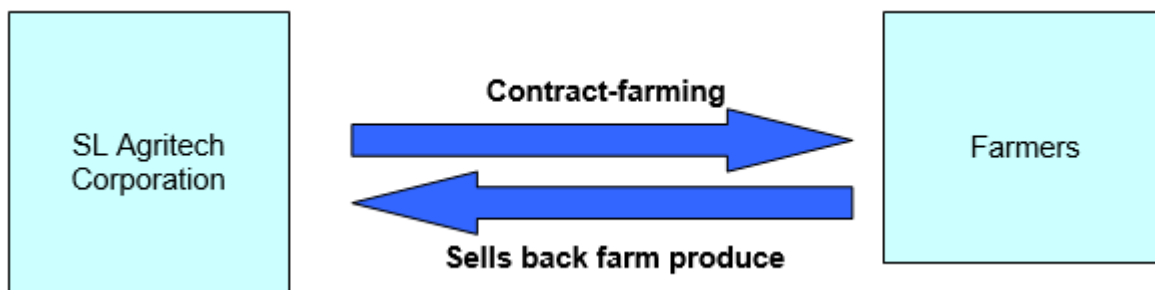 SL Agritech
Corporation
Contract-farming
Sells back farm produce
Farmers